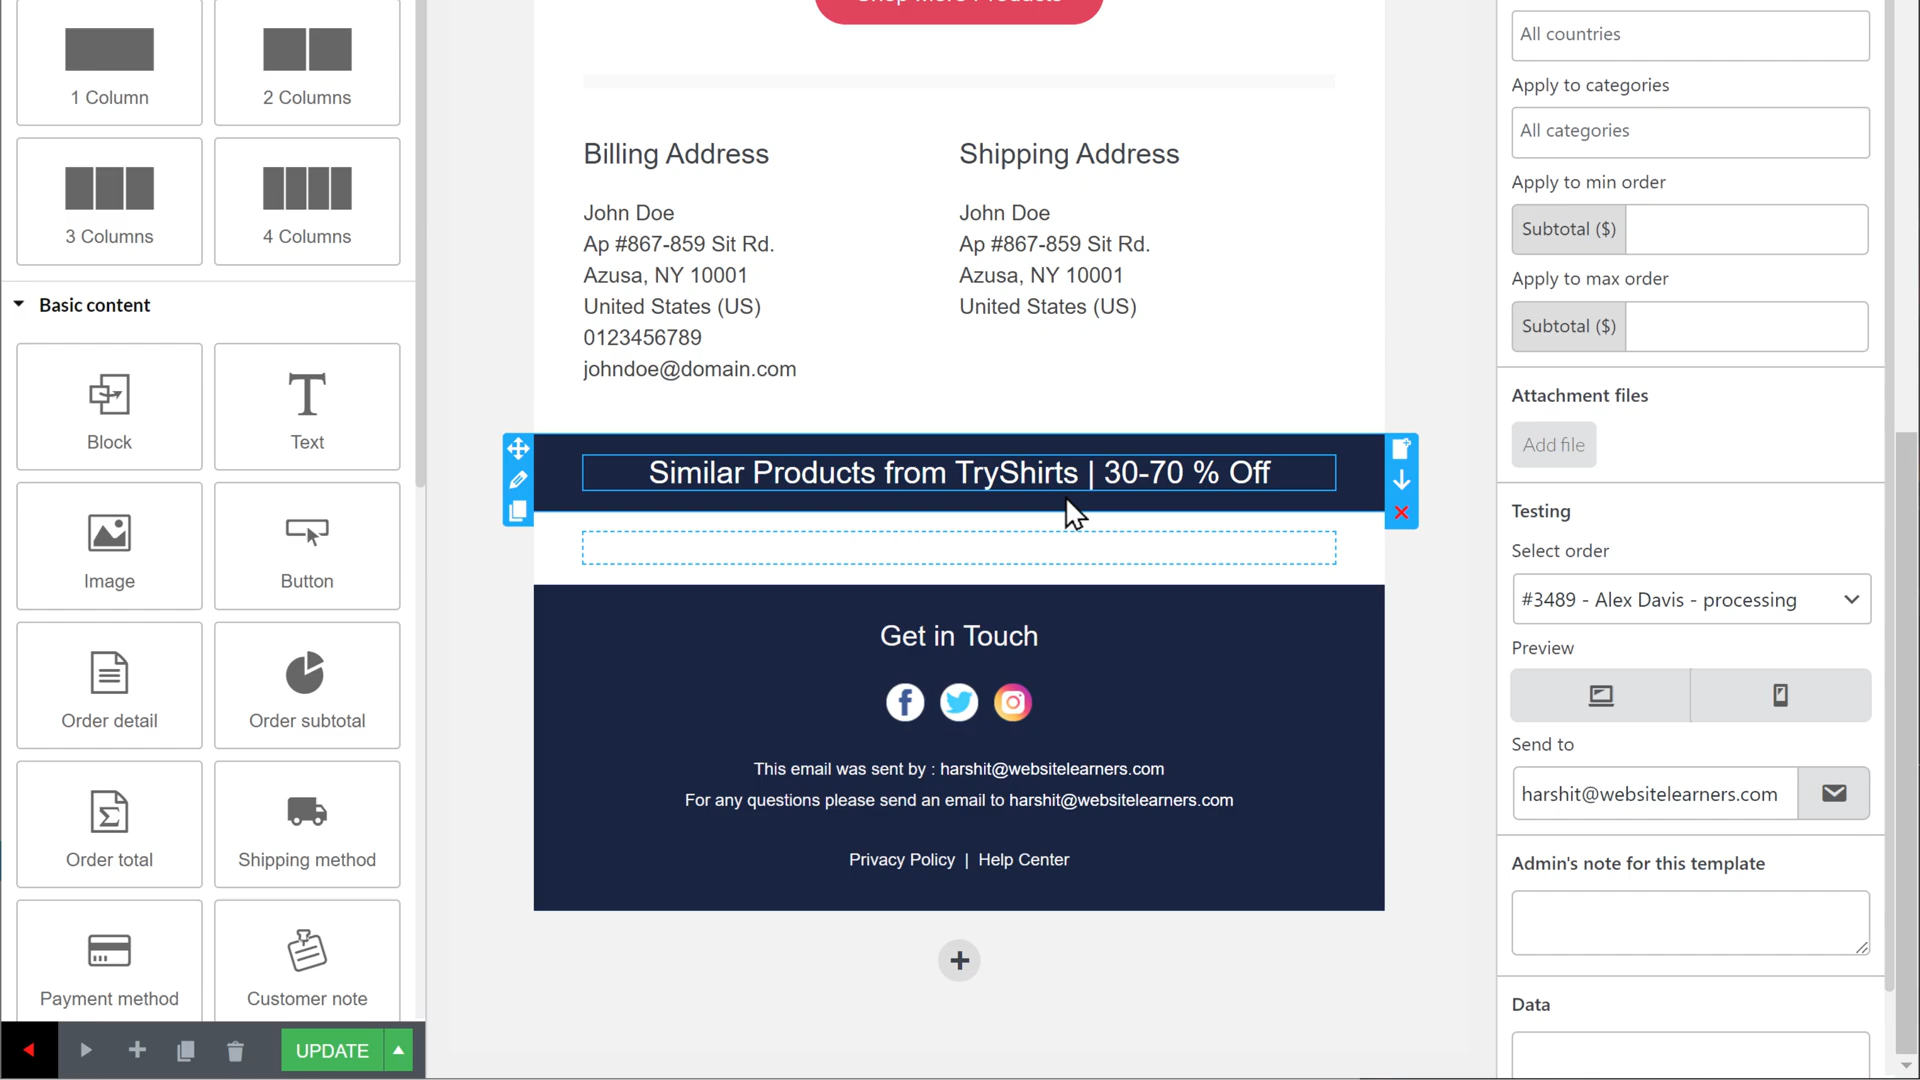 Shop More Products
1 Column
2 Columns
3 Columns
4 Columns
Basic content
Block
Text
Image
Button
Order detail
Order subtotal
Order total
Shipping method
Payment method
Customer note
UPDATE
Billing Address
John Doe
Ap #867-859 Sit Rd.
Azusa, NY 10001
United States (US)
0123456789
johndoe@domain.com
Shipping Address
John Doe
Ap #867-859 Sit Rd.
Azusa, NY 10001
United States (US)
Similar Products from TryShirts | 30-70 % Off
Get in Touch
This email was sent by : harshit@websitelearners.com
For any questions please send an email to harshit@websitelearners.com
Privacy Policy | Help Center
All countries
Apply to categories
All categories
Apply to min order
Subtotal ($)
Apply to max order
Subtotal ($)
Attachment files
Add file
Testing
Select order
#3489 - Alex Davis - processing
Preview
Send to
harshit@websitelearners.com
Admin's note for this template
Data